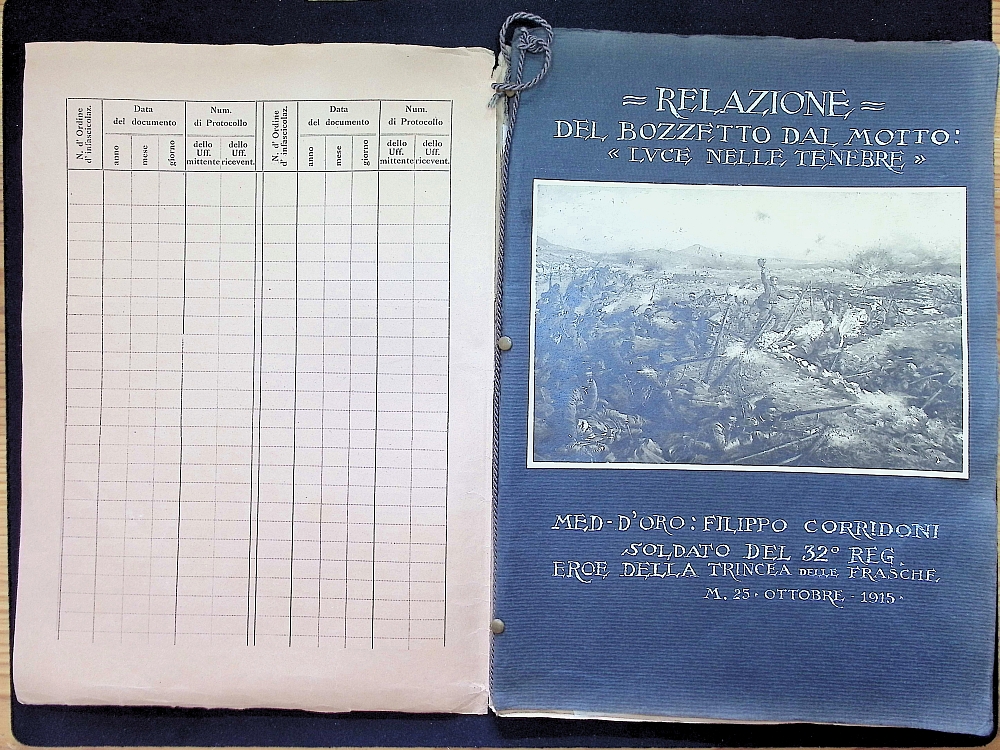 N. d' Ordine d' infascicolaz.
Data del documento
anno
mese
giorno
Num. di Protocollo
dello Uff. mittente
dello Uff. ricevent.
N. d' Ordine d' infascicolaz.
Data del documento
anno
mese
giorno
Num. di Protocollo
dello Uff. mittente
dello Uff. ricevent.
= RELAZIONE =
DEL BOZZETTO DAL MOTTO:
« LVCE NELLE TENEBRE »
MED-D'ORO: FILIPPO CORRIDONI
SOLDATO DEL 32° REG.
EROE DELLA TRINCEA DELLE FRASCHE,
M. 23· OTTOBRE - 1915·